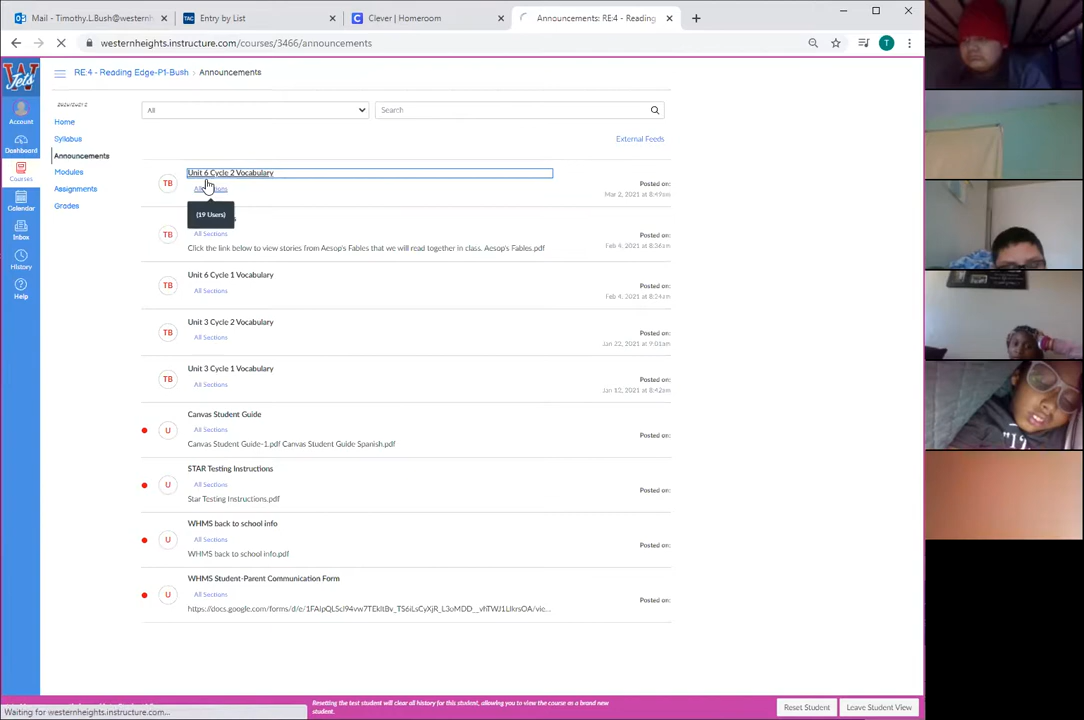 Mail - Timothy.L.Bush@western
Entry by List
Clever | Homeroom
Announcements: RE:4 - Reading
westernheights.instructure.com/courses/3466/announcements
T
RE:4 - Reading Edge-P1-Bush > Announcements
Jets
Account
Dashboard
Courses
Calendar
Inbox
History
Help
Home
Syllabus
Announcements
Modules
Assignments
Grades
All
Search
External Feeds
TB
Unit 6 Cycle 2 Vocabulary
Posted on:
Mar 2, 2021 at 8:49am
(19 Users)
TB
All Sections
Click the link below to view stories from Aesop's Fables that we will read together in class. Aesop's Fables.pdf
Posted on:
Feb 4, 2021 at 8:36am
TB
Unit 6 Cycle 1 Vocabulary
All Sections
Posted on:
Feb 4, 2021 at 8:34am
TB
Unit 3 Cycle 2 Vocabulary
All Sections
Posted on:
Jan 22, 2021 at 9:01am
TB
Unit 3 Cycle 1 Vocabulary
All Sections
Posted on:
Jan 12, 2021 at 8:42am
U
Canvas Student Guide
All Sections
Canvas Student Guide-1.pdf Canvas Student Guide Spanish.pdf
Posted on:
U
STAR Testing Instructions
All Sections
Star Testing Instructions.pdf
Posted on:
U
WHMS back to school info
All Sections
WHMS back to school info.pdf
Posted on:
U
WHMS Student-Parent Communication Form
All Sections
Posted on:
Resetting the test student will clear all history for this student, allowing you to view the course as a brand new
student.
Reset Student
Leave Student View
Waiting for westernheights.instructure.com...